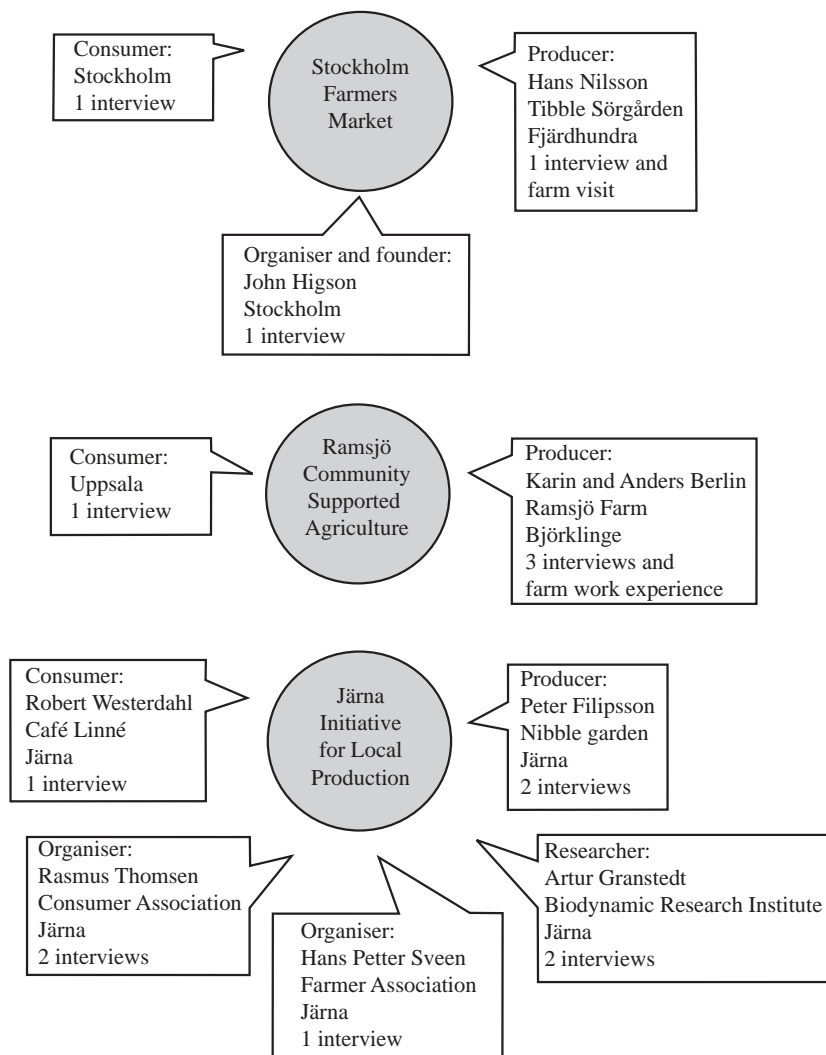 Consumer:
Stockholm
1 interview
Stockholm
Farmers
Market
Producer:
Hans Nilsson
Tibble Sörgården
Fjärdhundra
1 interview and
farm visit
Organiser and founder:
John Higson
Stockholm
1 interview
Consumer:
Uppsala
1 interview
Ramsjö
Community
Supported
Agriculture
Producer:
Karin and Anders Berlin
Ramsjö Farm
Björklinge
3 interviews and
farm work experience
Consumer:
Robert Westerdahl
Café Linné
Järna
1 interview
Järna
Initiative
for Local
Production
Producer:
Peter Filipsson
Nibble garden
Järna
2 interviews
Organiser:
Rasmus Thomsen
Consumer Association
Järna
2 interviews
Organiser:
Hans Petter Sveen
Farmer Association
Järna
1 interview
Researcher:
Artur Granstedt
Biodynamic Research Institute
Järna
2 interviews